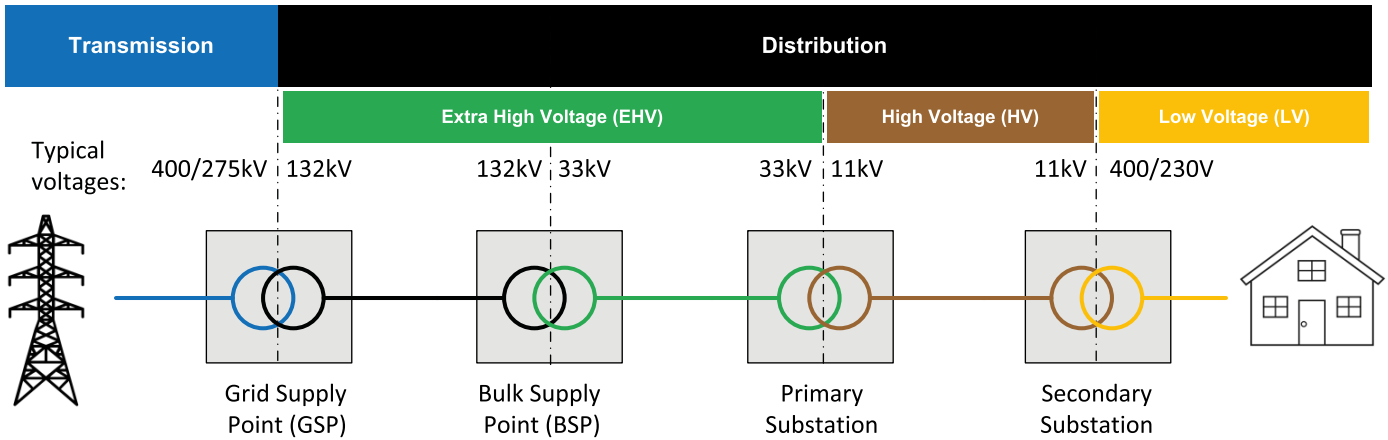 Transmission
Distribution
Extra High Voltage (EHV)
High Voltage (HV)
Low Voltage (LV)
Typical
voltages:
400/275kV
132kV
132kV
33kV
33kV
11kV
11kV
400/230V
Grid Supply
Point (GSP)
Bulk Supply
Point (BSP)
Primary
Substation
Secondary
Substation